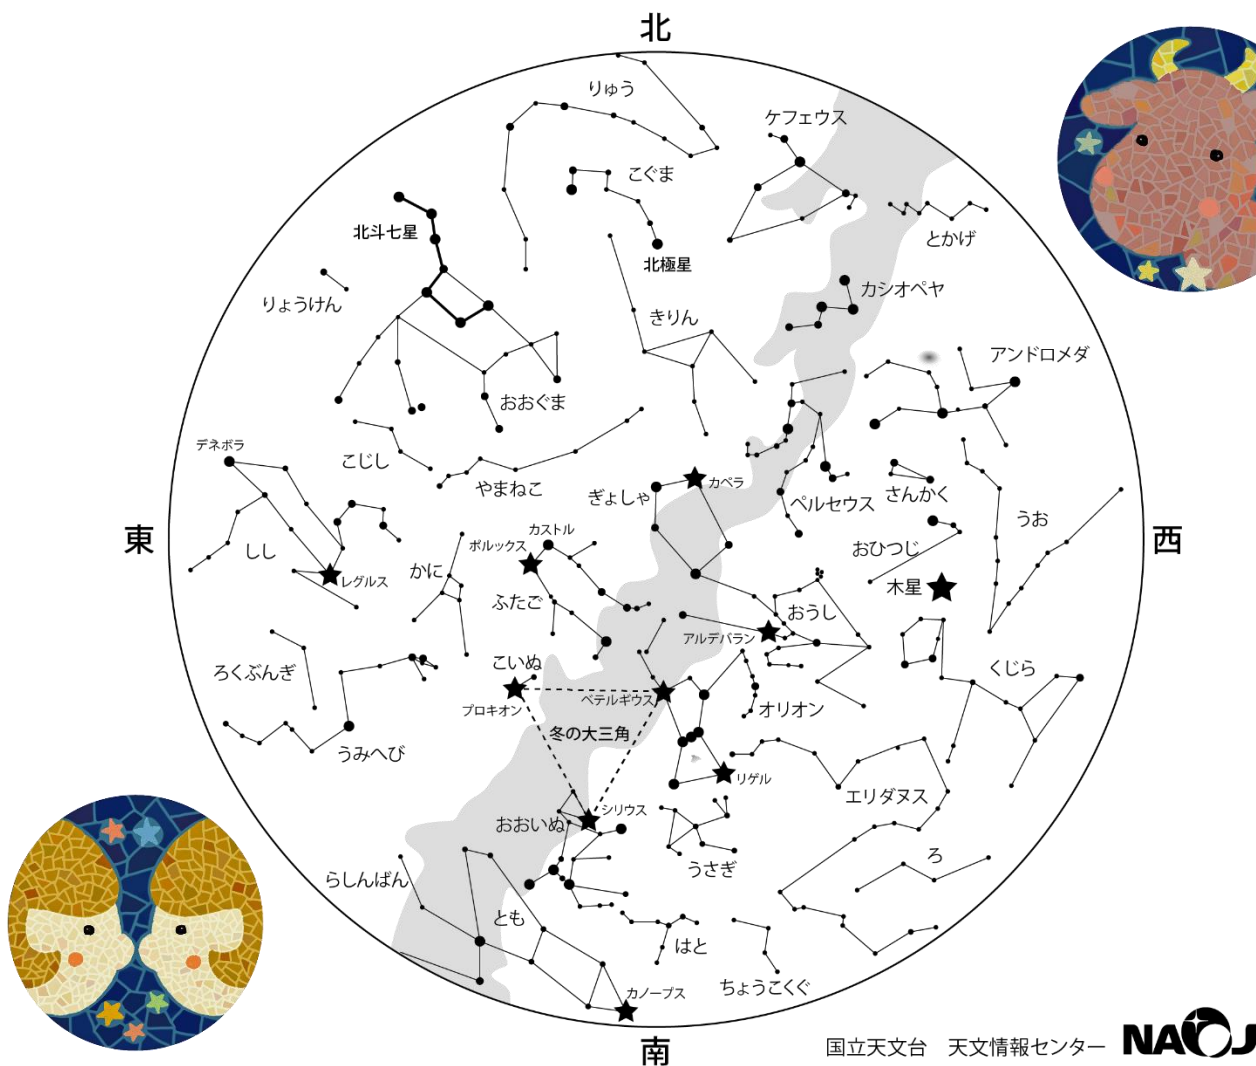 北
りゅう
ケフェウス
こぐま
北斗七星
とかげ
北極星
カシオペヤ
りょうけん
きりん
アンドロメダ
おおぐま
デネボラ
こじし
やまねこ
カペラ
ぎょしゃ
ペルセウス
さんかく
うお
東
カストル
ポルックス
しし
レグルス
かに
おひつじ
西
木星
ふたご
おうし
アルデバラン
ろくぶんぎ
こいぬ
くじら
プロキオン
ベテルギウス
オリオン
冬の大三角
うみへび
リゲル
エリダヌス
シリウス
おおいぬ
うさぎ
ろ
らしんばん
とも
はと
ちょうこくぐ
カノープス
南
国立天文台 天文情報センター
NAOJ